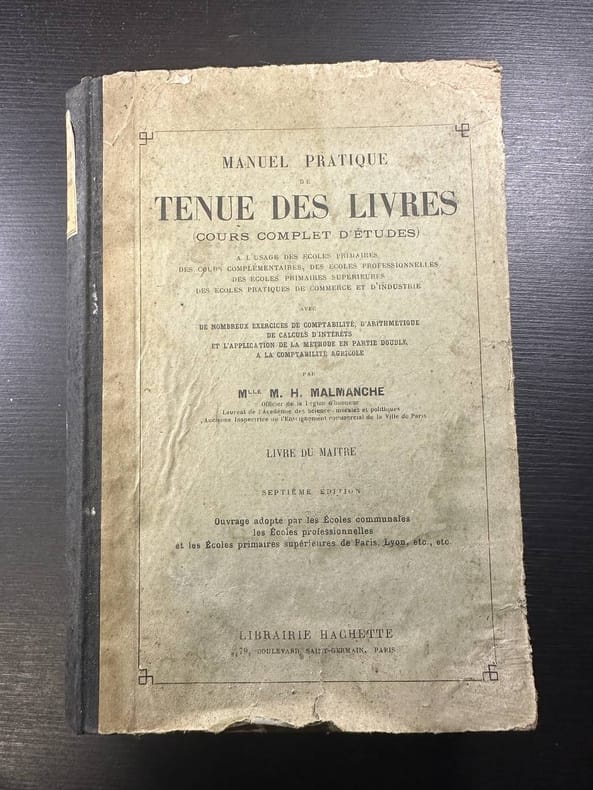 MANUEL PRATIQUE
DE
TENUE DES LIVRES
(COURS COMPLET D'ÉTUDES)
A L'USAGE DES ÉCOLES PRIMAIRES
DES COURS COMPLÉMENTAIRES, DES ÉCOLES PROFESSIONNELLES
DES ÉCOLES PRIMAIRES SUPÉRIEURES
DES ÉCOLES PRATIQUES DE COMMERCE ET D'INDUSTRIE
AVEC
DE NOMBREUX EXERCICES DE COMPTABILITÉ, D'ARITHMÉTIQUE
DE CALCULS D'INTÉRÊTS
ET L'APPLICATION DE LA MÉTHODE EN PARTIE DOUBLE,
A LA COMPTABILITÉ AGRICOLE
PAR
MLLE M. H. MALMANCHE
Officier de la Légion d'honneur
Lauréat de l'Académie des Sciences morales et politiques
Ancienne Inspectrice de l'Enseignement commercial de la Ville de Paris
LIVRE DU MAITRE
SEPTIÈME ÉDITION
Ouvrage adopté par les Écoles communales
les Écoles professionnelles
et les Écoles primaires supérieures de Paris, Lyon, etc., etc.
LIBRAIRIE HACHETTE
79, BOULEVARD SAINT-GERMAIN, PARIS